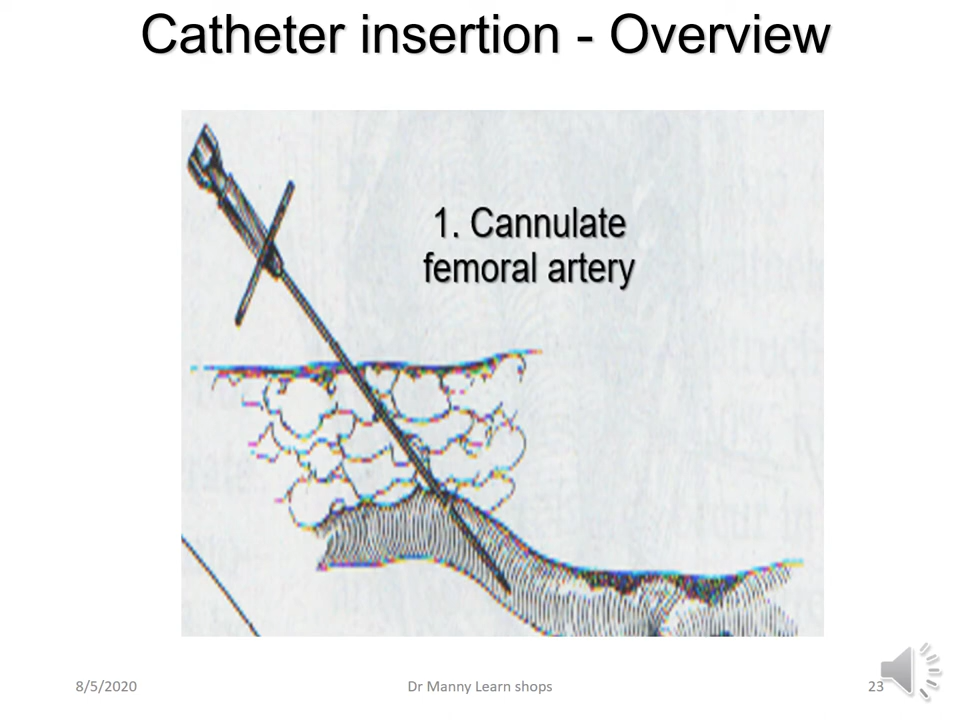 Catheter insertion - Overview
1. Cannulate
femoral artery
8/5/2020
Dr Manny Learn shops
23